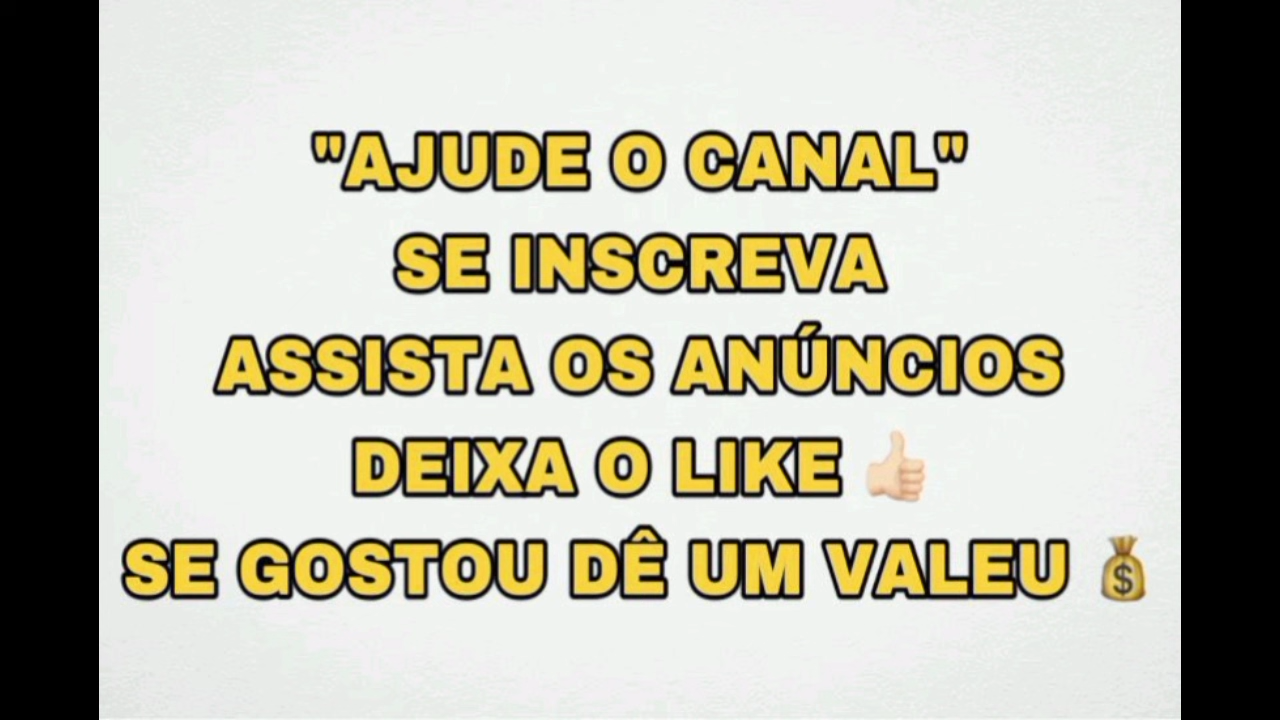 "AJUDE O CANAL"
SE INSCREVA
ASSISTA OS ANÚNCIOS
DEIXA O LIKE 👍🏻
SE GOSTOU DÊ UM VALEU 💰